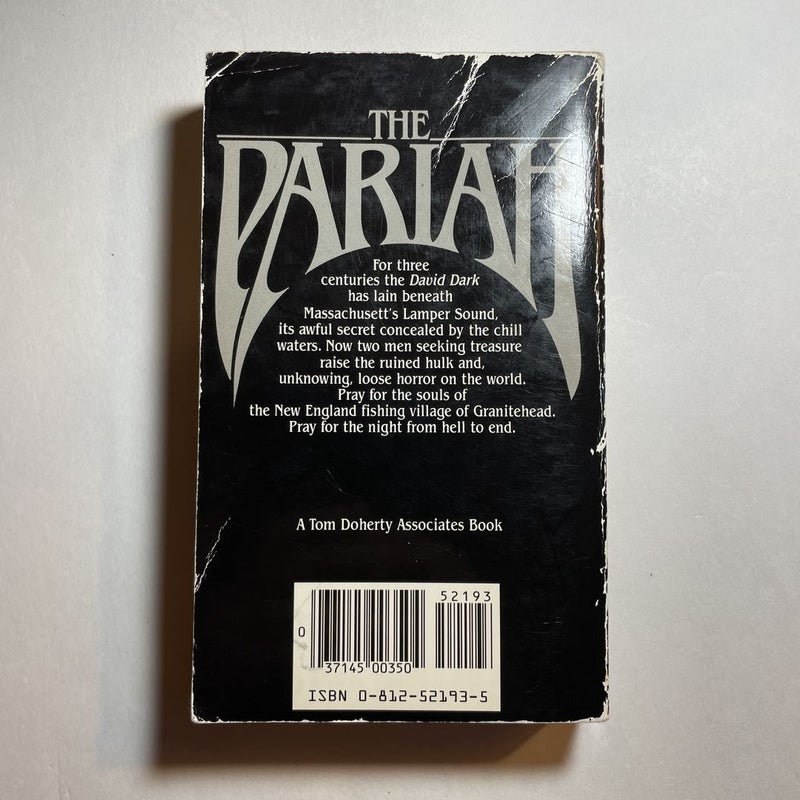 THE
PARIAH
For three
centuries the David Dark
has lain beneath
Massachusett's Lamper Sound,
its awful secret concealed by the chill
waters. Now two men seeking treasure
raise the ruined hulk and,
unknowing, loose horror on the world.
Pray for the souls of
the New England fishing village of Granitehead.
Pray for the night from hell to end.
A Tom Doherty Associates Book
52193
0
37145 00350
ISBN 0-812-52193-5